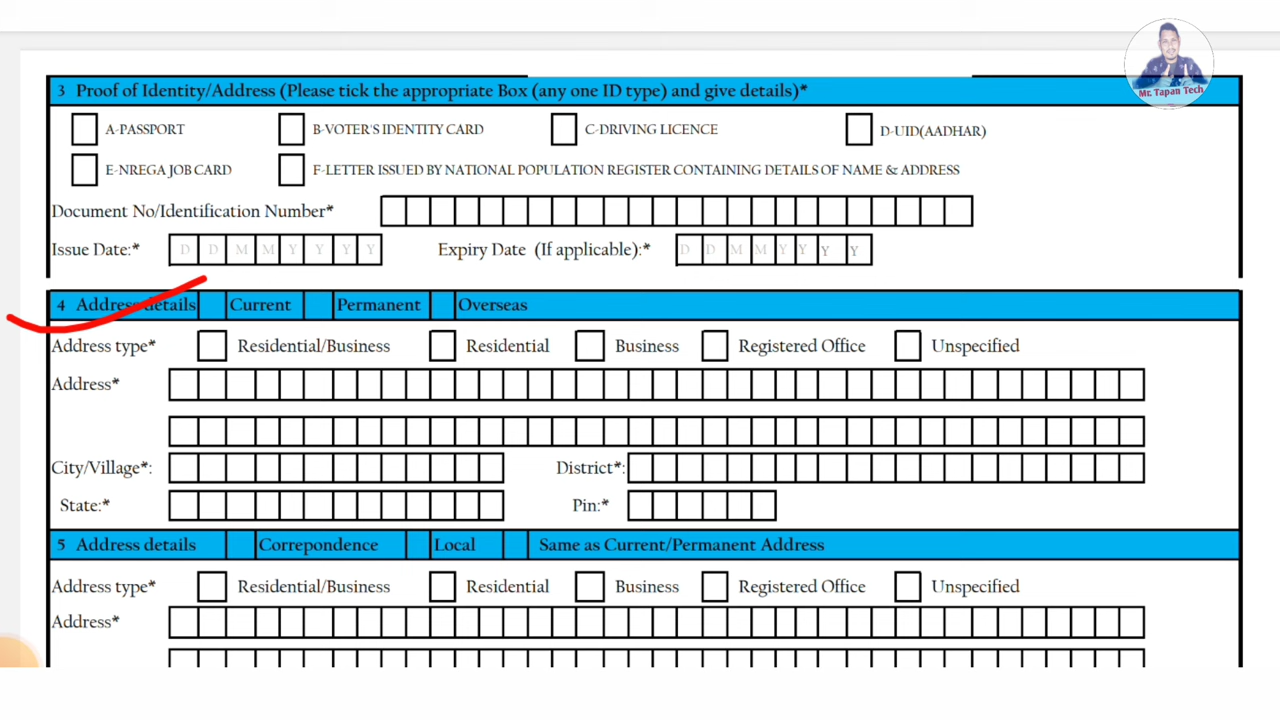 Mr. Tapan Tech
3 Proof of Identity/Address (Please tick the appropriate Box (any one ID type) and give details)*
A-PASSPORT B-VOTER'S IDENTITY CARD C-DRIVING LICENCE D-UID(AADHAR)
E-NREGA JOB CARD F-LETTER ISSUED BY NATIONAL POPULATION REGISTER CONTAINING DETAILS OF NAME & ADDRESS
Document No/Identification Number*
Issue Date:* D D M M Y Y Y Y Expiry Date (If applicable):* D D M M Y Y Y Y
4 Address details Current Permanent Overseas
Address type* Residential/Business Residential Business Registered Office Unspecified
Address*
City/Village*: District*:
State:* Pin:*
5 Address details Correpondence Local Same as Current/Permanent Address
Address type* Residential/Business Residential Business Registered Office Unspecified
Address*